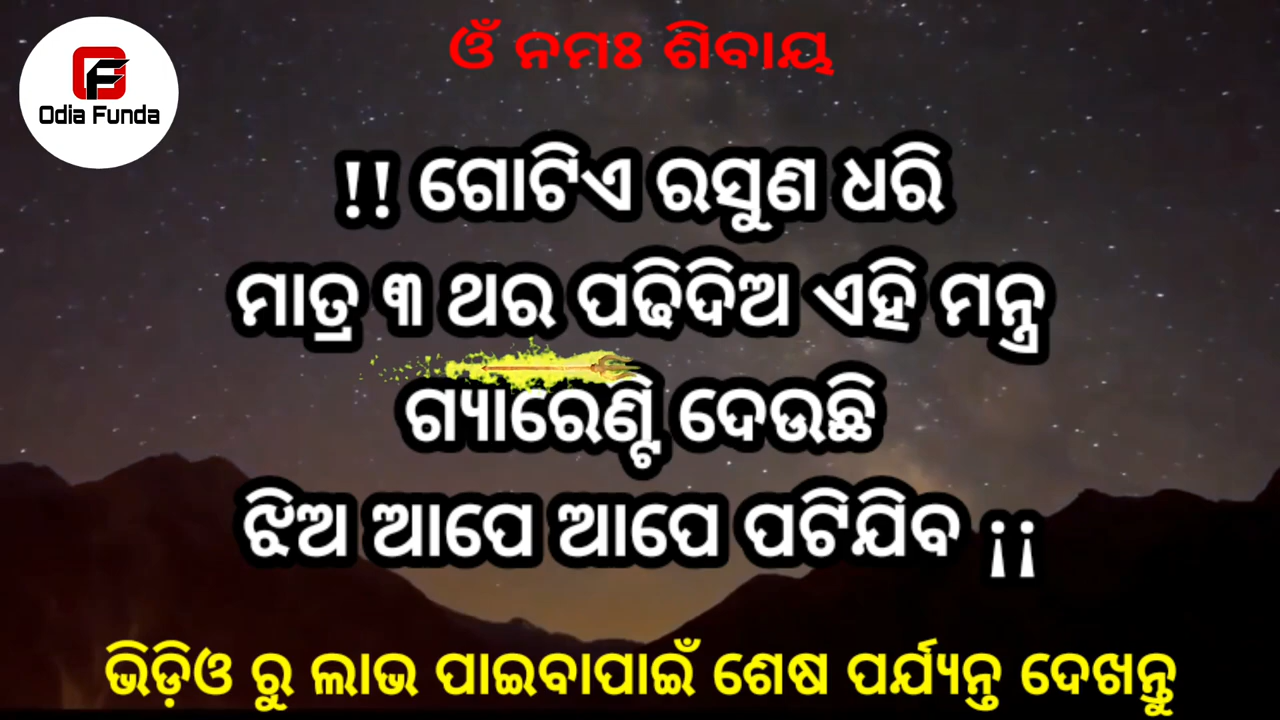 ଓଁ ନମଃ ଶିବାୟ
Odia Funda
!! ଗୋଟିଏ ରସୁଣ ଧରି
ମାତ୍ର ୩ ଥର ପଢିଦିଅ ଏହି ମନ୍ତ୍ର
ଗ୍ୟାରେଣ୍ଟି ଦେଉଛି
ଝିଅ ଆପେ ଆପେ ପଟିଯିବ ¡¡
ଭିଡ଼ିଓ ରୁ ଲାଭ ପାଇବାପାଇଁ ଶେଷ ପର୍ଯ୍ୟନ୍ତ ଦେଖନ୍ତୁ